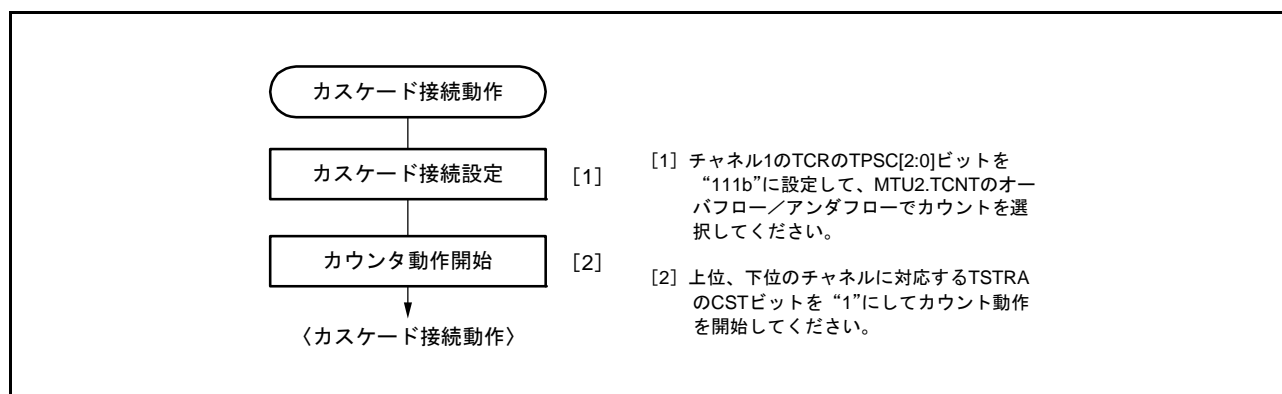 カスケード接続動作
カスケード接続設定
[1]
カウンタ動作開始
[2]
〈カスケード接続動作〉
[1] チャネル1のTCRのTPSC[2:0]ビットを
“111b”に設定して、MTU2.TCNTのオー
バフロー／アンダフローでカウントを選
択してください。
[2] 上位、下位のチャネルに対応するTSTRA
のCSTビットを “1”にしてカウント動作
を開始してください。